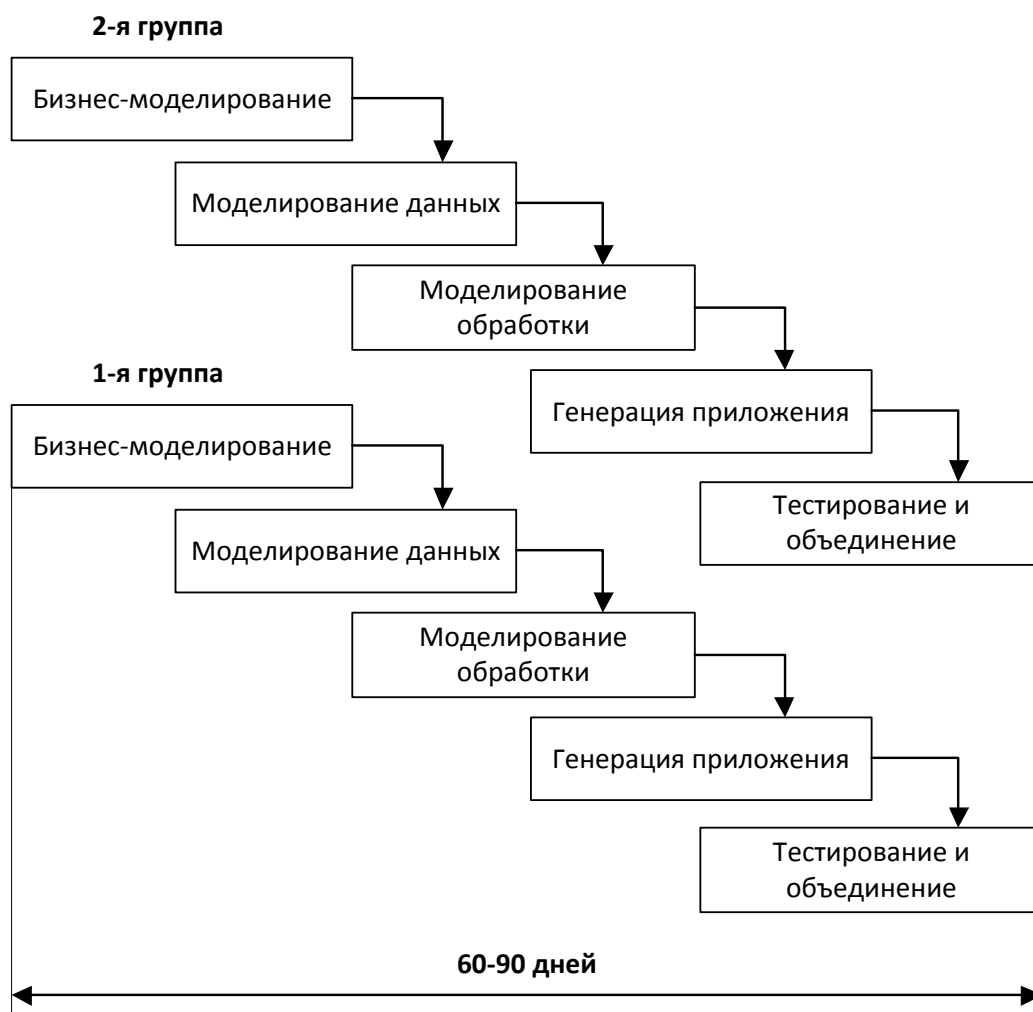 2-я группа
Бизнес-моделирование
Моделирование данных
Моделирование
обработки
Генерация приложения
Тестирование и
объединение
1-я группа
Бизнес-моделирование
Моделирование данных
Моделирование
обработки
Генерация приложения
Тестирование и
объединение
60-90 дней